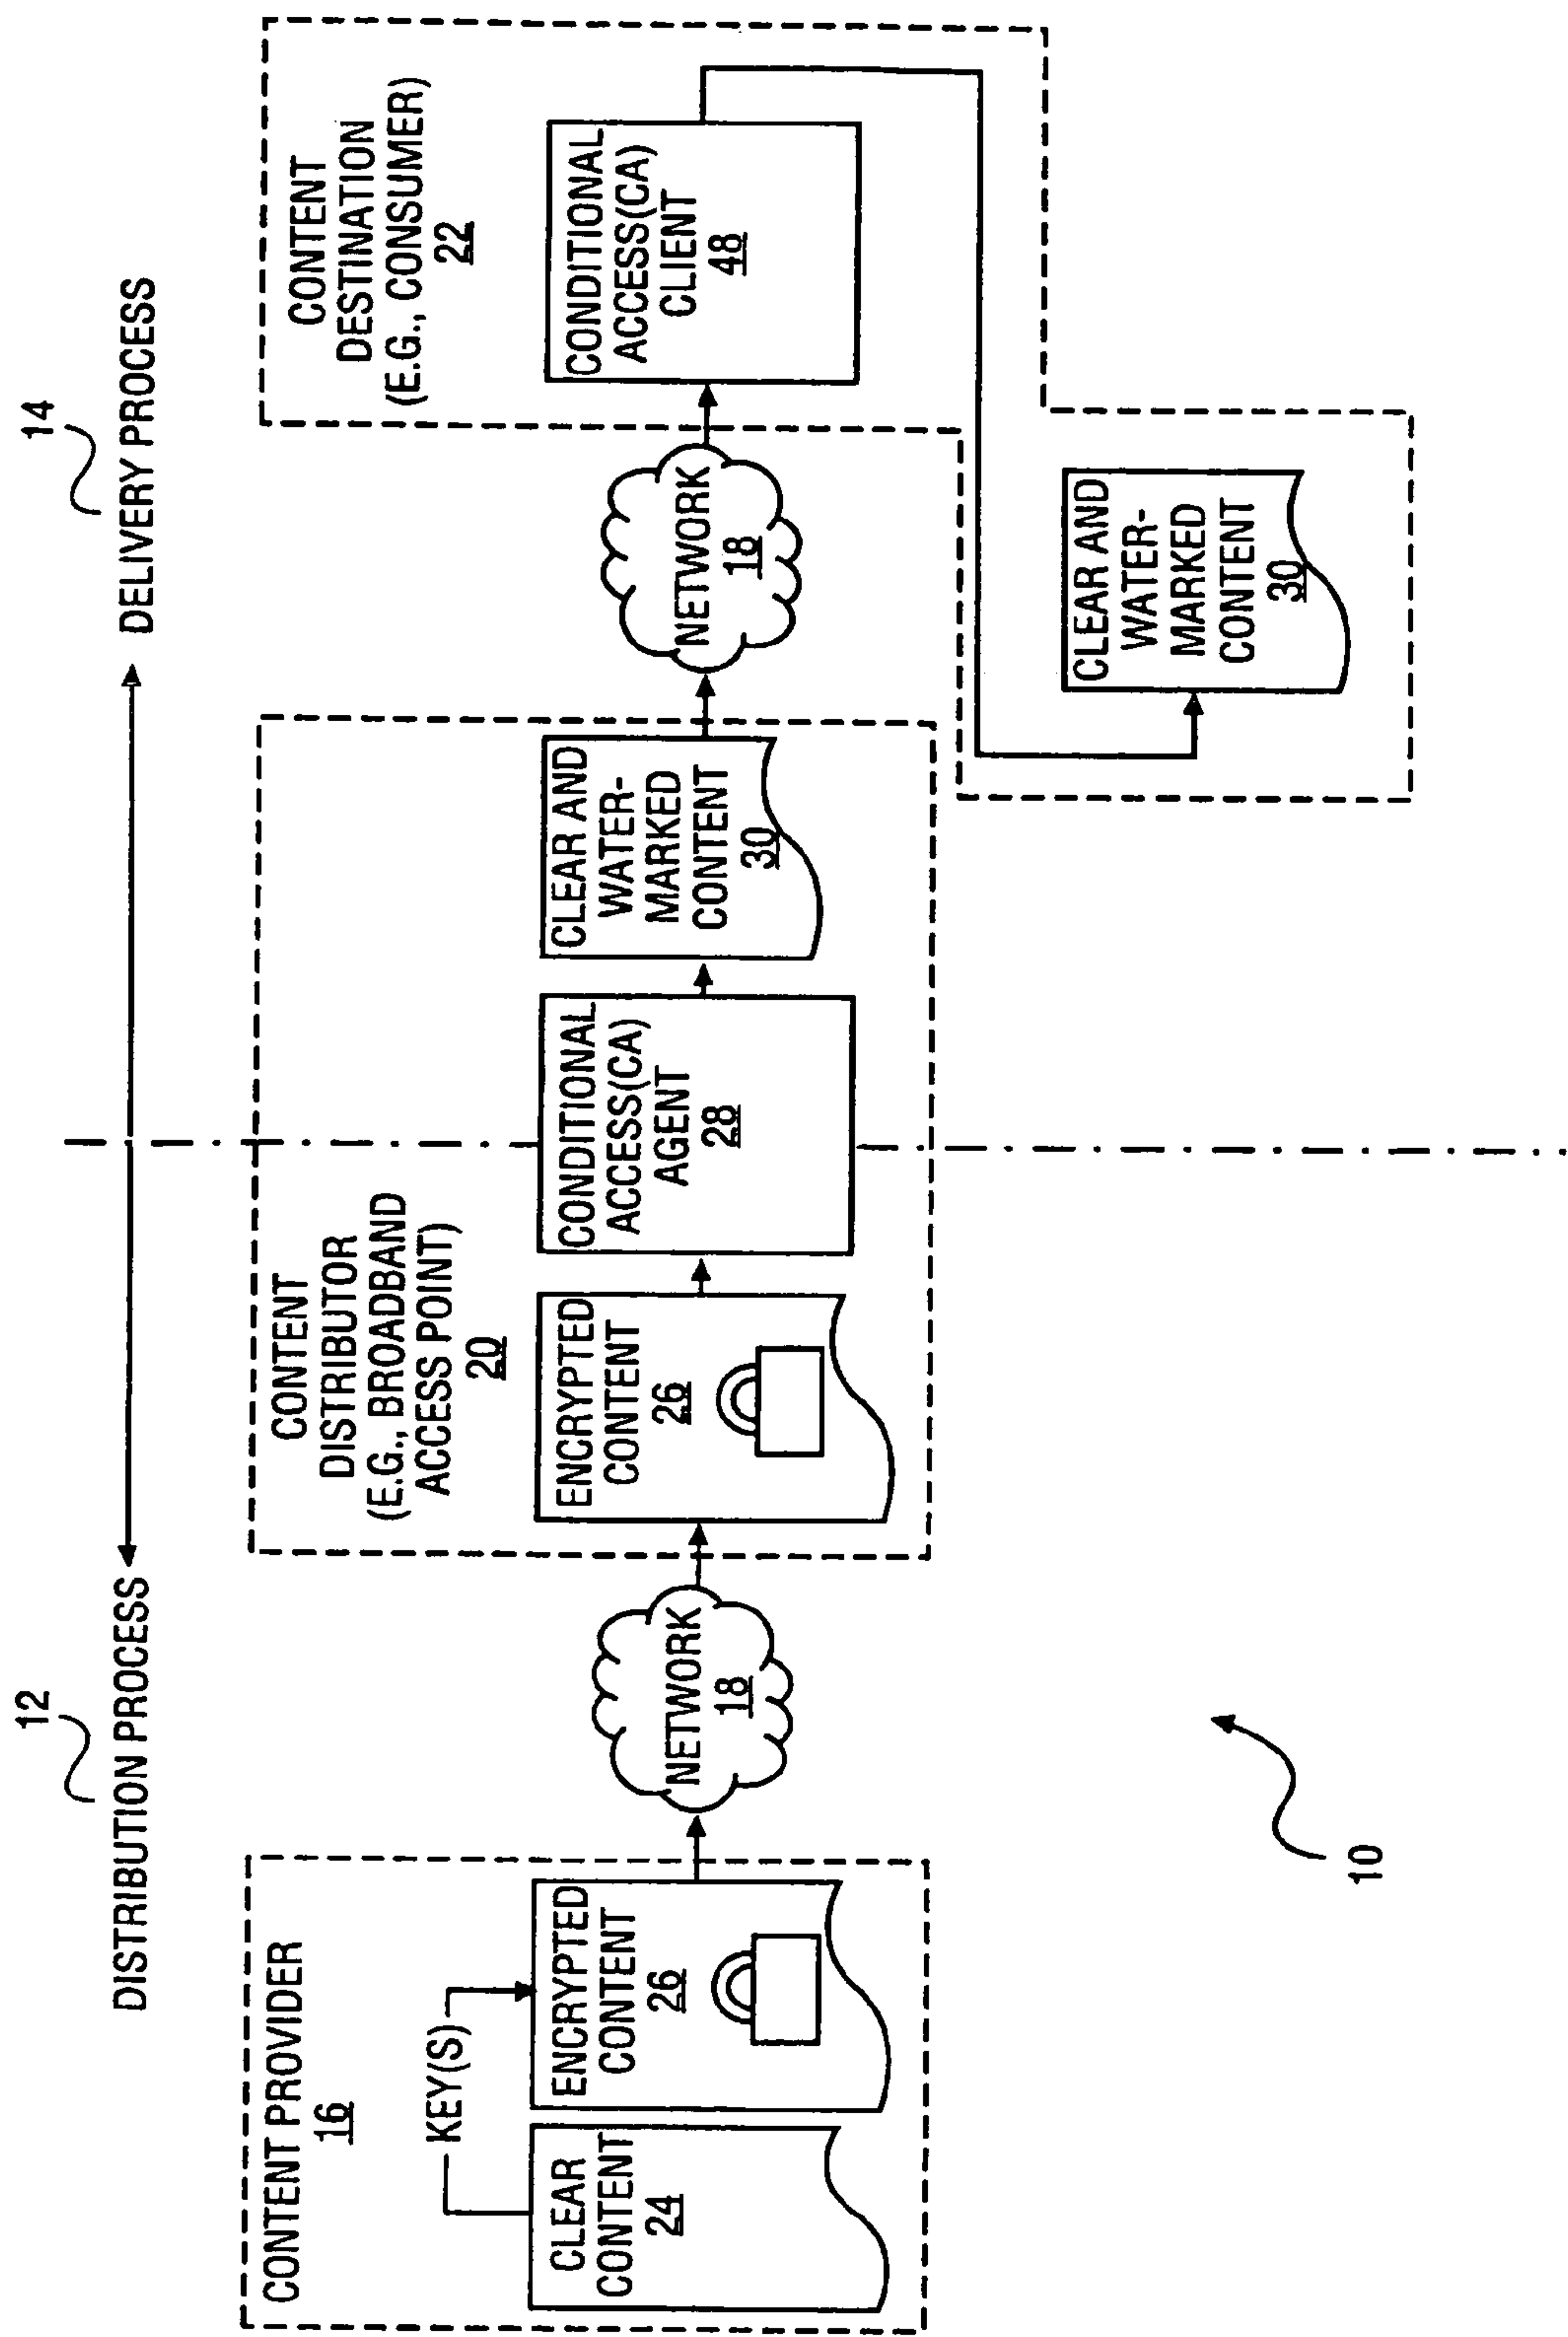 12
DISTRIBUTION PROCESS
14
DELIVERY PROCESS
CONTENT PROVIDER
16
KEY(S)
CLEAR
CONTENT
24
ENCRYPTED
CONTENT
26
NETWORK
18
CONTENT
DISTRIBUTOR
(E.G., BROADBAND
ACCESS POINT)
20
ENCRYPTED
CONTENT
26
CONDITIONAL
ACCESS(CA)
AGENT
28
CLEAR AND
WATER-
MARKED
CONTENT
30
NETWORK
18
CONTENT
DESTINATION
(E.G., CONSUMER)
22
CONDITIONAL
ACCESS(CA)
CLIENT
48
CLEAR AND
WATER-
MARKED
CONTENT
30
10